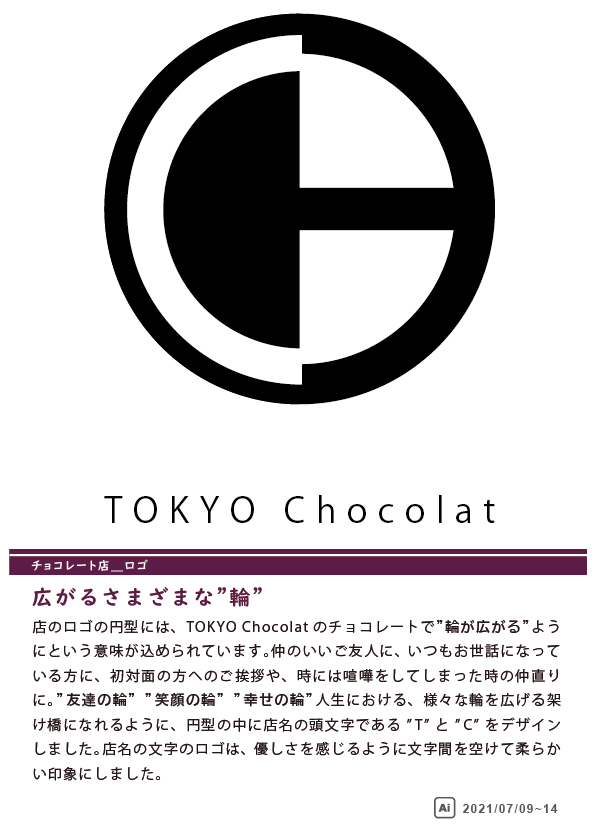 TOKYO Chocolat
チョコレート店__ロゴ
広がるさまざまな”輪”
店のロゴの円型には、TOKYO Chocolat のチョコレートで”輪が広がる”よう
にという意味が込められています。仲のいいご友人に、いつもお世話になって
いる方に、初対面の方へのご挨拶や、時には喧嘩をしてしまった時の仲直り
に。”友達の輪” ”笑顔の輪” ”幸せの輪”人生における、様々な輪を広げる架
け橋になれるように、円型の中に店名の頭文字である ”T” と ”C” をデザイン
しました。店名の文字のロゴは、優しさを感じるように文字間を空けて柔らか
い印象にしました。
Ai 2021/07/09~14